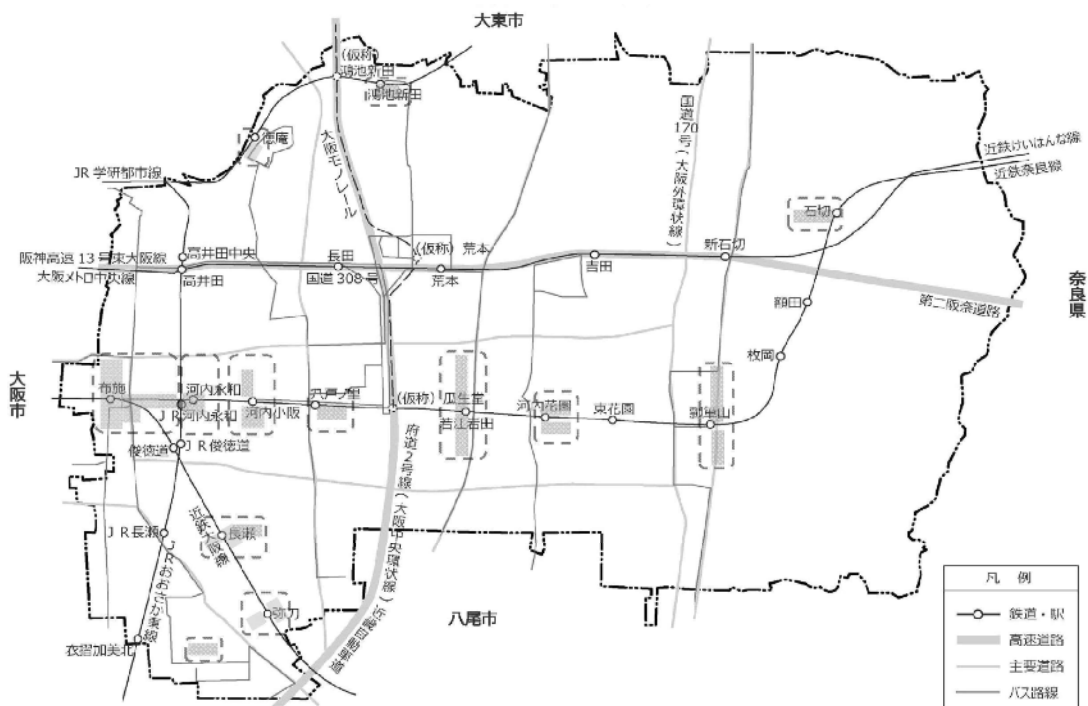 大東市
(仮称)
鴻池新田
鴻池新田
徳庵
大阪モノレール
国道170号(大阪外環状線)
近鉄けいはんな線
近鉄奈良線
JR学研都市線
石切
阪神高速13号東大阪線
大阪メトロ中央線
高井田中央
高井田
長田
国道308号
(仮称) 荒本
荒本
吉田
新石切
第二阪奈道路
奈良県
額田
枚岡
大阪市
布施
河内永和
JR河内永和
河内小阪
八戸ノ里
(仮称)
瓜生堂
若江岩田
河内花園
東花園
瓢箪山
俊徳道
JR俊徳道
府道2号線(大阪中央環状線)近畿自動車道
JR長瀬
近鉄大阪線
長瀬
JRおおさか東線
弥刀
八尾市
衣摺加美北
凡 例
鉄道・駅
高速道路
主要道路
バス路線